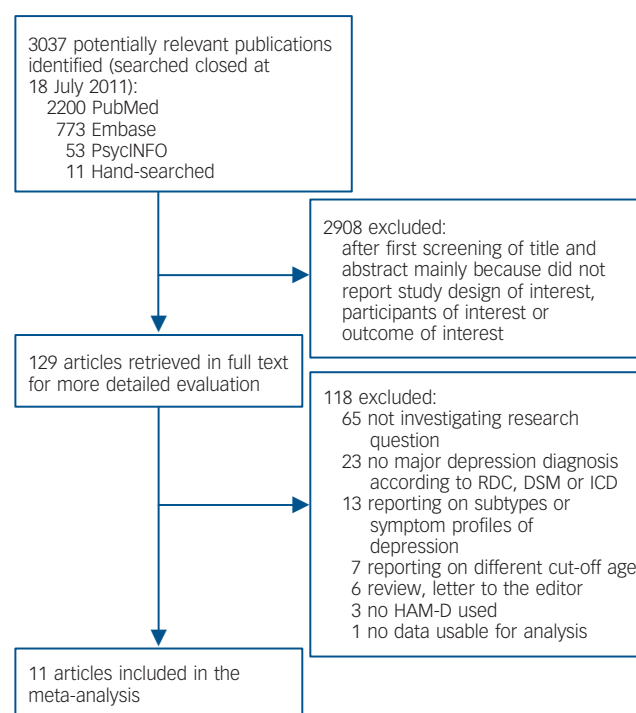 3037 potentially relevant publications
identified (searched closed at
18 July 2011):
2200 PubMed
773 Embase
53 PsycINFO
11 Hand-searched
2908 excluded:
after first screening of title and
abstract mainly because did not
report study design of interest,
participants of interest or
outcome of interest
129 articles retrieved in full text
for more detailed evaluation
118 excluded:
65 not investigating research
question
23 no major depression diagnosis
according to RDC, DSM or ICD
13 reporting on subtypes or
symptom profiles of
depression
7 reporting on different cut-off age
6 review, letter to the editor
3 no HAM-D used
1 no data usable for analysis
11 articles included in the
meta-analysis